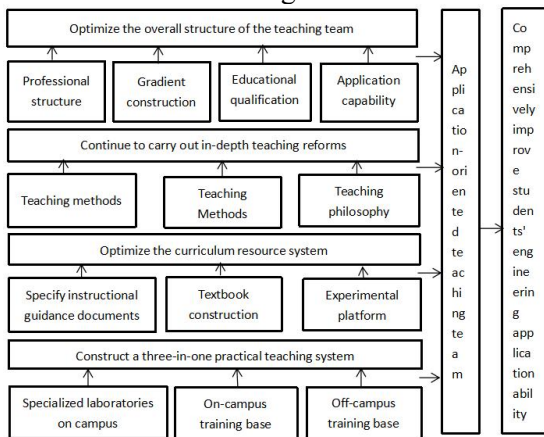 Optimize the overall structure of the teaching team
Professional
structure
Gradient
construction
Educational
qualification
Application
capability
Continue to carry out in-depth teaching reforms
Teaching methods
Teaching
Methods
Teaching
philosophy
Optimize the curriculum resource system
Specify instructional
guidance documents
Textbook
construction
Experimental
platform
Construct a three-in-one practical teaching system
Specialized laboratories
on campus
On-campus
training base
Off-campus
training base
Ap
pli
ca
tio
n-
ori
en
te
d
te
ac
hi
ng
te
a
m
Co
mp
reh
ensi
vely
imp
rov
e
stu
den
ts'
eng
ine
erin
g
app
lica
tion
abil
ity